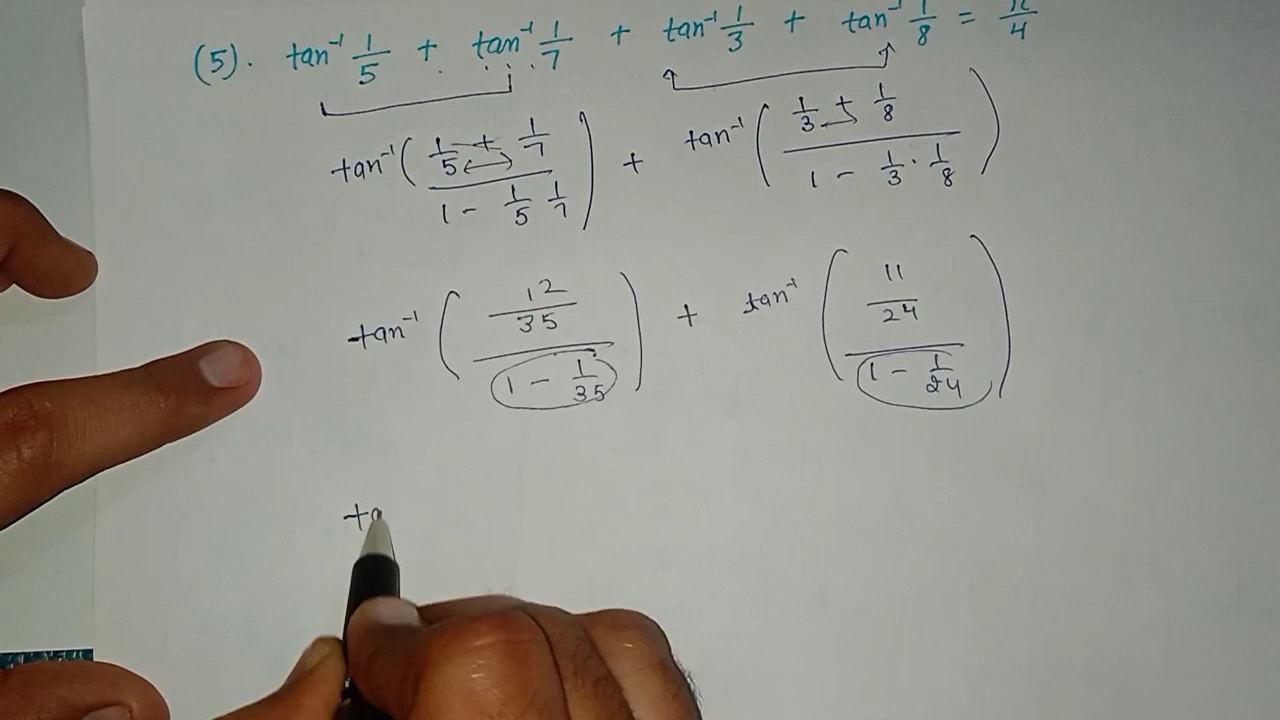 (5). tan⁻¹ 1/5 + tan⁻¹ 1/7 + tan⁻¹ 1/3 + tan⁻¹ 1/8 = π/4
tan⁻¹ ( (1/5 + 1/7) / (1 - 1/5 1/7) ) + tan⁻¹ ( (1/3 + 1/8) / (1 - 1/3 · 1/8) )
tan⁻¹ ( (12/35) / (1 - 1/35) ) + tan⁻¹ ( (11/24) / (1 - 1/24) )
ta